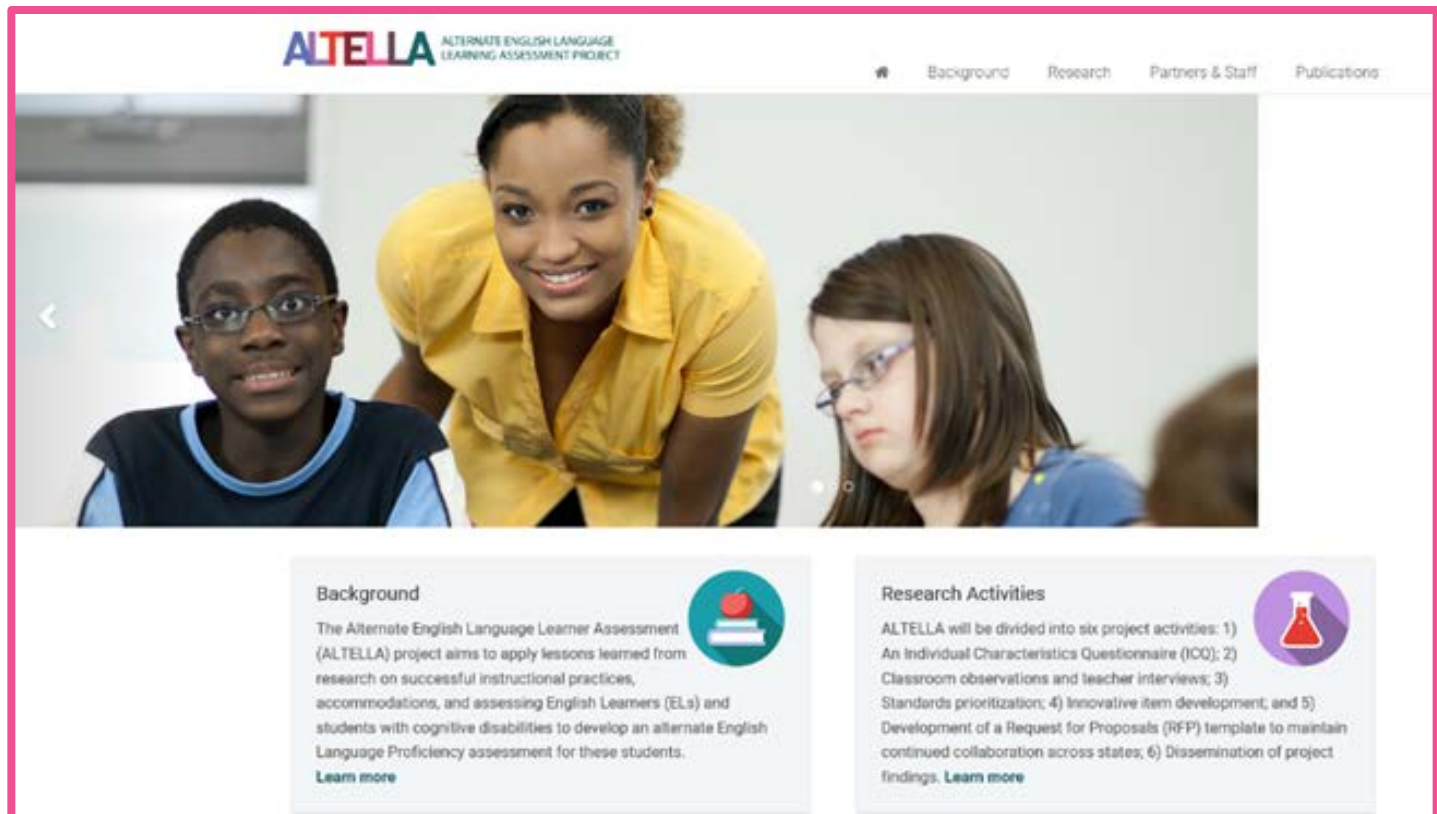 ALTELLA ALTERNATE ENGLISH LANGUAGE
LEARNING ASSESSMENT PROJECT
Background Research Partners & Staff Publications
Background
The Alternate English Language Learner Assessment
(ALTELLA) project aims to apply lessons learned from
research on successful instructional practices,
accommodations, and assessing English Learners (ELs) and
students with cognitive disabilities to develop an alternate English
Language Proficiency assessment for these students.
Learn more
Research Activities
ALTELLA will be divided into six project activities: 1)
An Individual Characteristics Questionnaire (ICQ); 2)
Classroom observations and teacher interviews; 3)
Standards prioritization; 4) Innovative item development; and 5)
Development of a Request for Proposals (RFP) template to maintain
continued collaboration across states; 6) Dissemination of project
findings. Learn more